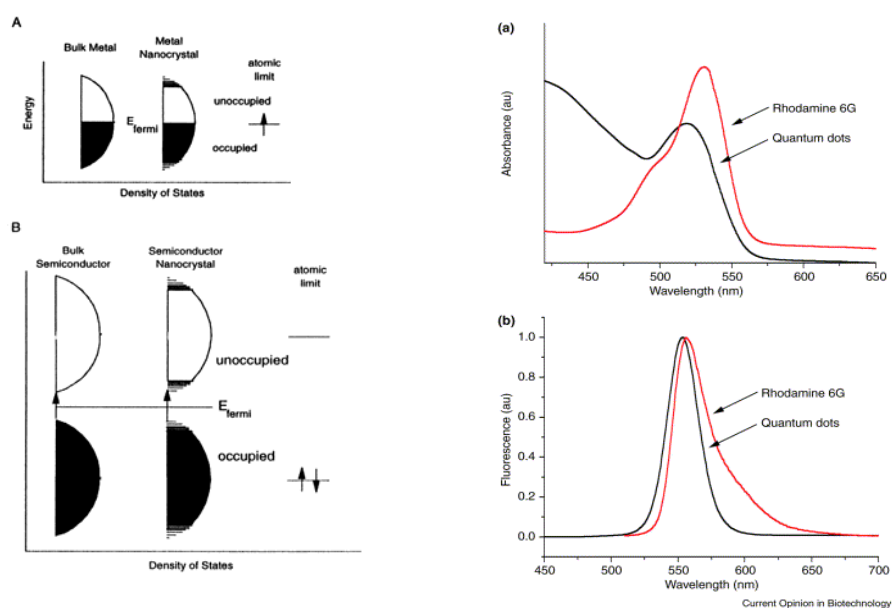 A
Bulk Metal
Metal
Nanocrystal
atomic
limit
Energy
unoccupied
E fermi
occupied
Density of States
B
Bulk
Semiconductor
Semiconductor
Nanocrystal
atomic
limit
unoccupied
E fermi
occupied
Density of States
(a)
Absorbance (au)
Rhodamine 6G
Quantum dots
450 500 550 600 650
Wavelength (nm)
(b)
Fluorescence (au)
1.0
0.8
0.6
0.4
0.2
0.0
Rhodamine 6G
Quantum dots
450 500 550 600 650 700
Wavelength (nm)
Current Opinion in Biotechnology